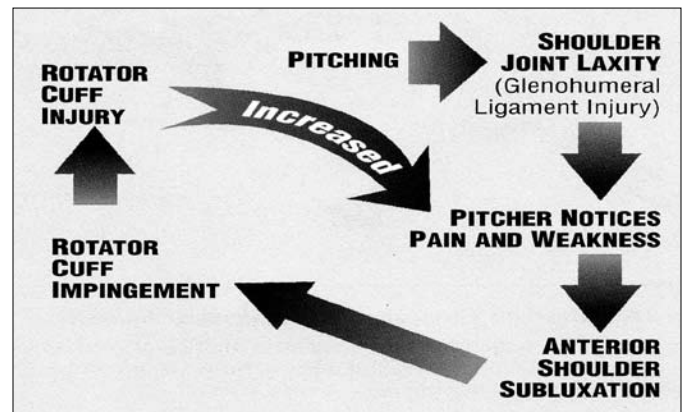 PITCHING
SHOULDER
JOINT LAXITY
(Glenohumeral
Ligament Injury)
ROTATOR
CUFF
INJURY
Increased
PITCHER NOTICES
PAIN AND WEAKNESS
ROTATOR
CUFF
IMPINGEMENT
ANTERIOR
SHOULDER
SUBLUXATION